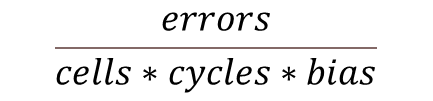 errors
cells * cycles * bias